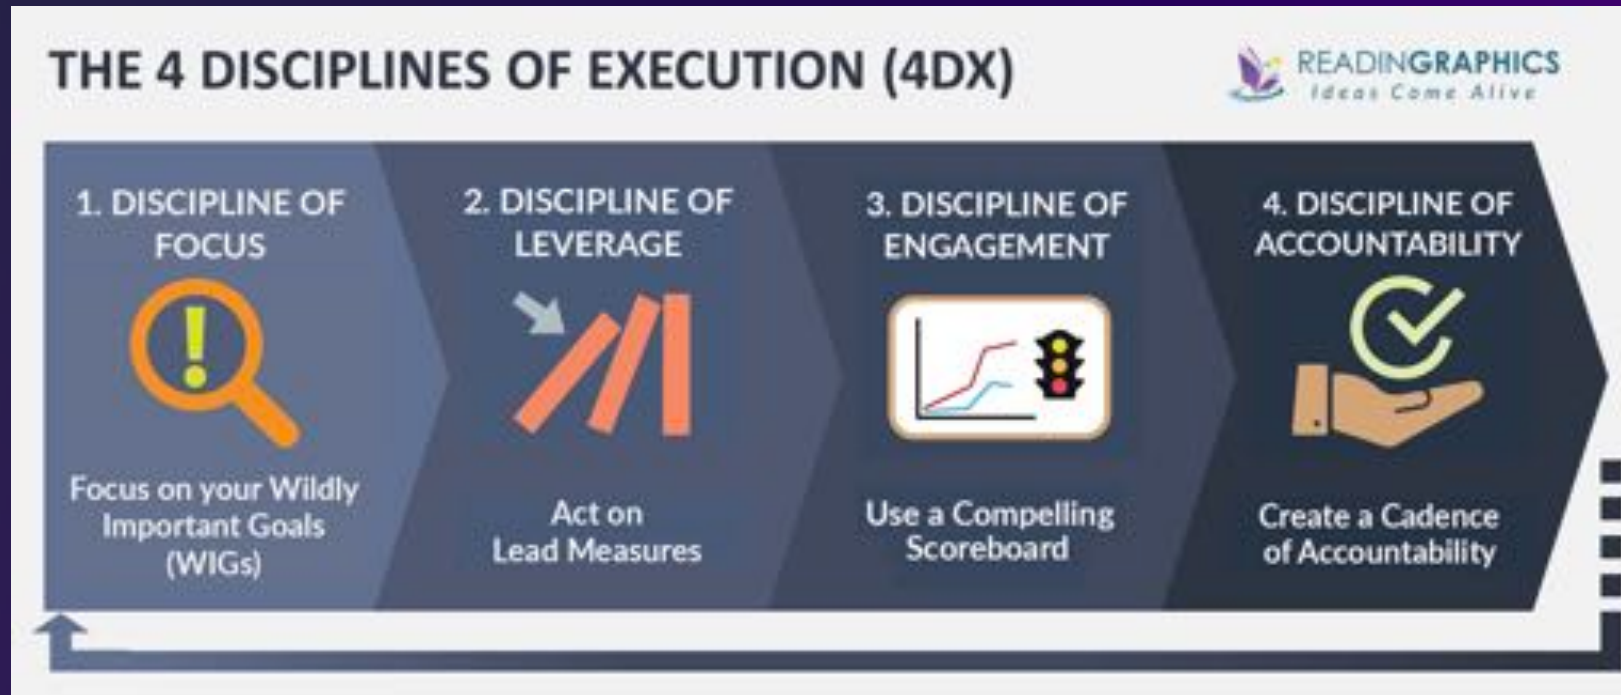 THE 4 DISCIPLINES OF EXECUTION (4DX)
READINGRAPHICS
Ideas Come Alive
1. DISCIPLINE OF
FOCUS
Focus on your Wildly
Important Goals
(WIGs)
2. DISCIPLINE OF
LEVERAGE
Act on
Lead Measures
3. DISCIPLINE OF
ENGAGEMENT
Use a Compelling
Scoreboard
4. DISCIPLINE OF
ACCOUNTABILITY
Create a Cadence
of Accountability